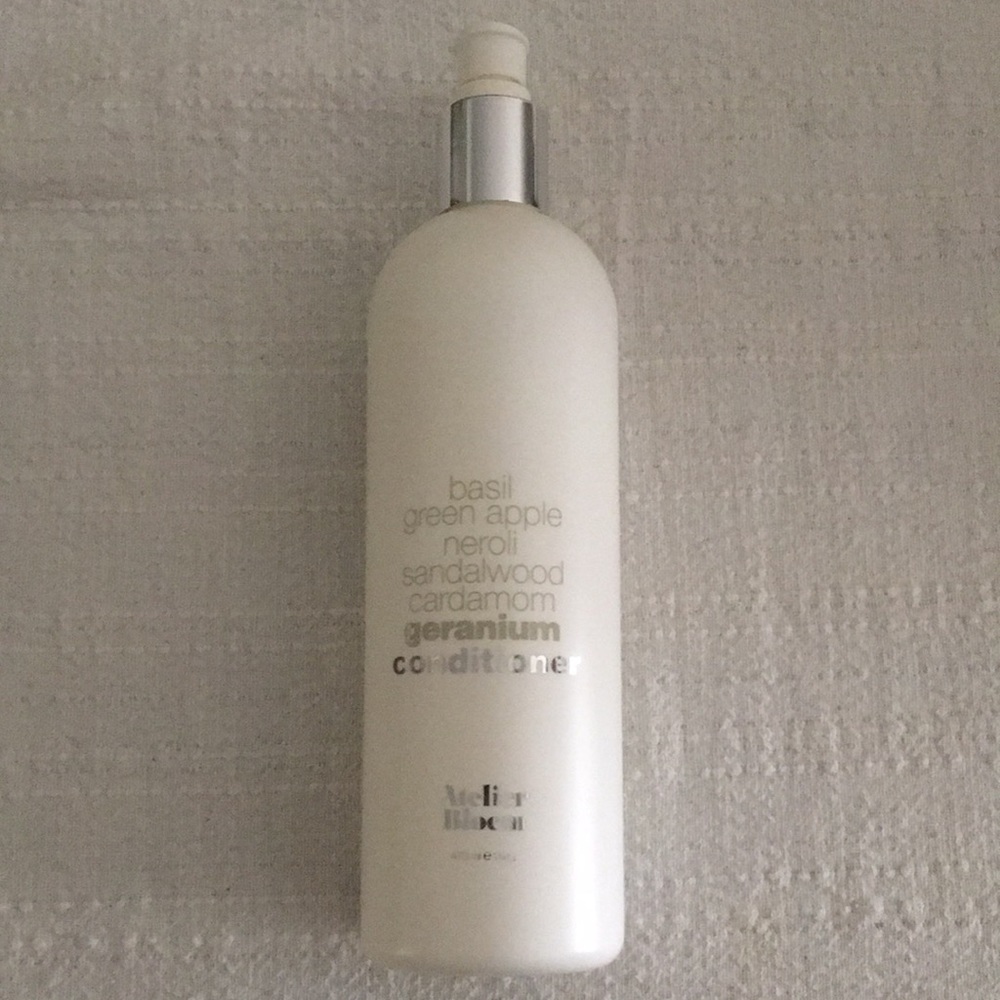 basil
green apple
neroli
sandalwood
cardamom
geranium
conditioner
Atelier
Bloem